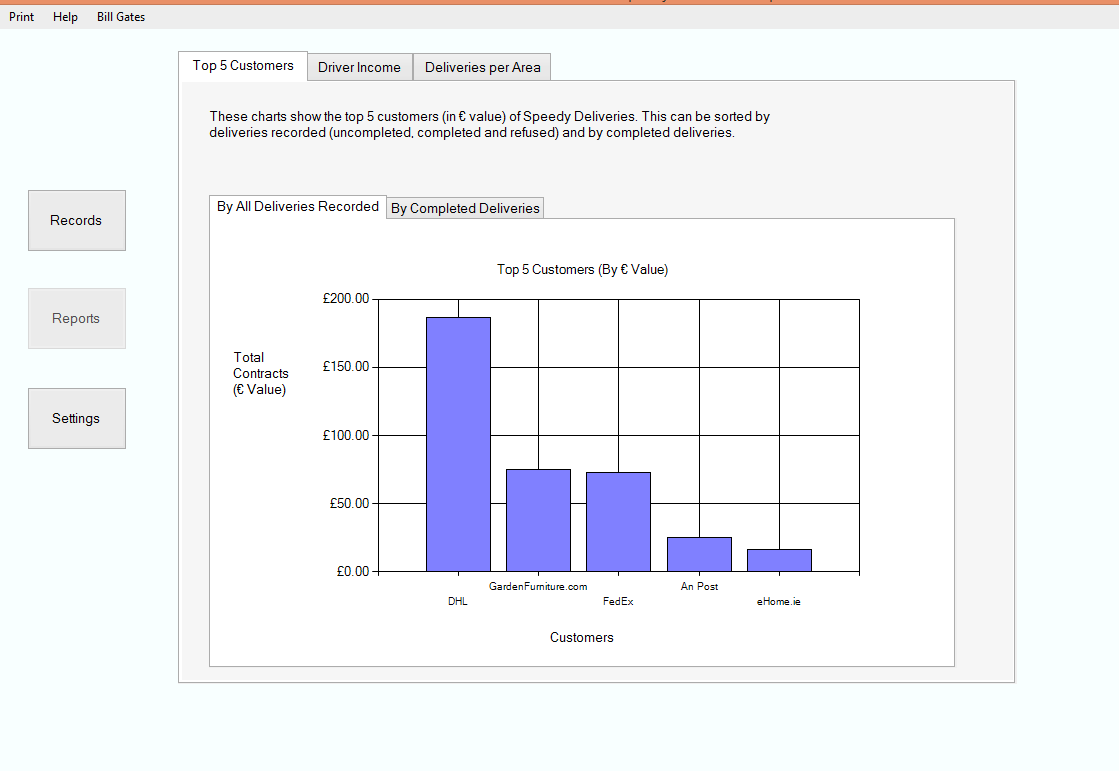 Print Help Bill Gates
Top 5 Customers Driver Income Deliveries per Area
These charts show the top 5 customers (in € value) of Speedy Deliveries. This can be sorted by
deliveries recorded (uncompleted, completed and refused) and by completed deliveries.
Records
Reports
Settings
By All Deliveries Recorded By Completed Deliveries
Top 5 Customers (By € Value)
Total
Contracts
(€ Value)
£200.00
£150.00
£100.00
£50.00
£0.00
GardenFurniture.com An Post
DHL FedEx eHome.ie
Customers